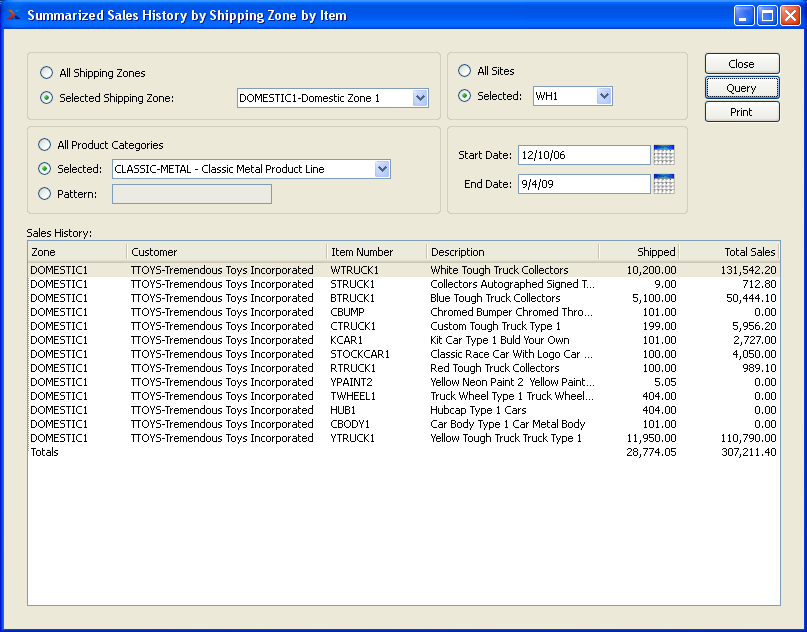 Summarized Sales History by Shipping Zone by Item
All Shipping Zones
Selected Shipping Zone: DOMESTIC1-Domestic Zone 1
All Sites
Selected: WH1
Close
Query
Print
All Product Categories
Selected: CLASSIC-METAL - Classic Metal Product Line
Pattern:
Start Date: 12/10/06
End Date: 9/4/09
Sales History:
Zone Customer Item Number Description Shipped Total Sales
DOMESTIC1 TTOYS-Tremendous Toys Incorporated WTRUCK1 White Tough Truck Collectors 10,200.00 131,542.20
DOMESTIC1 TTOYS-Tremendous Toys Incorporated STRUCK1 Collectors Autographed Signed T... 9.00 712.80
DOMESTIC1 TTOYS-Tremendous Toys Incorporated BTRUCK1 Blue Tough Truck Collectors 5,100.00 50,444.10
DOMESTIC1 TTOYS-Tremendous Toys Incorporated CBUMP Chromed Bumper Chromed Thro... 101.00 0.00
DOMESTIC1 TTOYS-Tremendous Toys Incorporated CTRUCK1 Custom Tough Truck Type 1 199.00 5,956.20
DOMESTIC1 TTOYS-Tremendous Toys Incorporated KCAR1 Kit Car Type 1 Buld Your Own 101.00 2,727.00
DOMESTIC1 TTOYS-Tremendous Toys Incorporated STOCKCAR1 Classic Race Car With Logo Car ... 100.00 4,050.00
DOMESTIC1 TTOYS-Tremendous Toys Incorporated RTRUCK1 Red Tough Truck Collectors 100.00 989.10
DOMESTIC1 TTOYS-Tremendous Toys Incorporated YPAINT2 Yellow Neon Paint 2 Yellow Paint... 5.05 0.00
DOMESTIC1 TTOYS-Tremendous Toys Incorporated TWHEEL1 Truck Wheel Type 1 Truck Wheel... 404.00 0.00
DOMESTIC1 TTOYS-Tremendous Toys Incorporated HUB1 Hubcap Type 1 Cars 404.00 0.00
DOMESTIC1 TTOYS-Tremendous Toys Incorporated CBODY1 Car Body Type 1 Car Metal Body 101.00 0.00
DOMESTIC1 TTOYS-Tremendous Toys Incorporated YTRUCK1 Yellow Tough Truck Truck Type 1 11,950.00 110,790.00
Totals 28,774.05 307,211.40